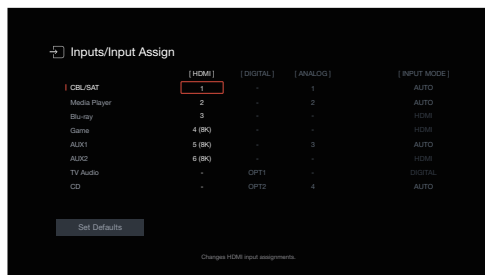 Inputs/Input Assign
[ HDMI ] [ DIGITAL ] [ ANALOG ] [ INPUT MODE ]
CBL/SAT 1 - 1 AUTO
Media Player 2 - 2 AUTO
Blu-ray 3 - - HDMI
Game 4 (8K) - - HDMI
AUX1 5 (8K) - 3 AUTO
AUX2 6 (8K) - - HDMI
TV Audio - OPT1 - DIGITAL
CD - OPT2 4 AUTO
Set Defaults
Changes HDMI input assignments.